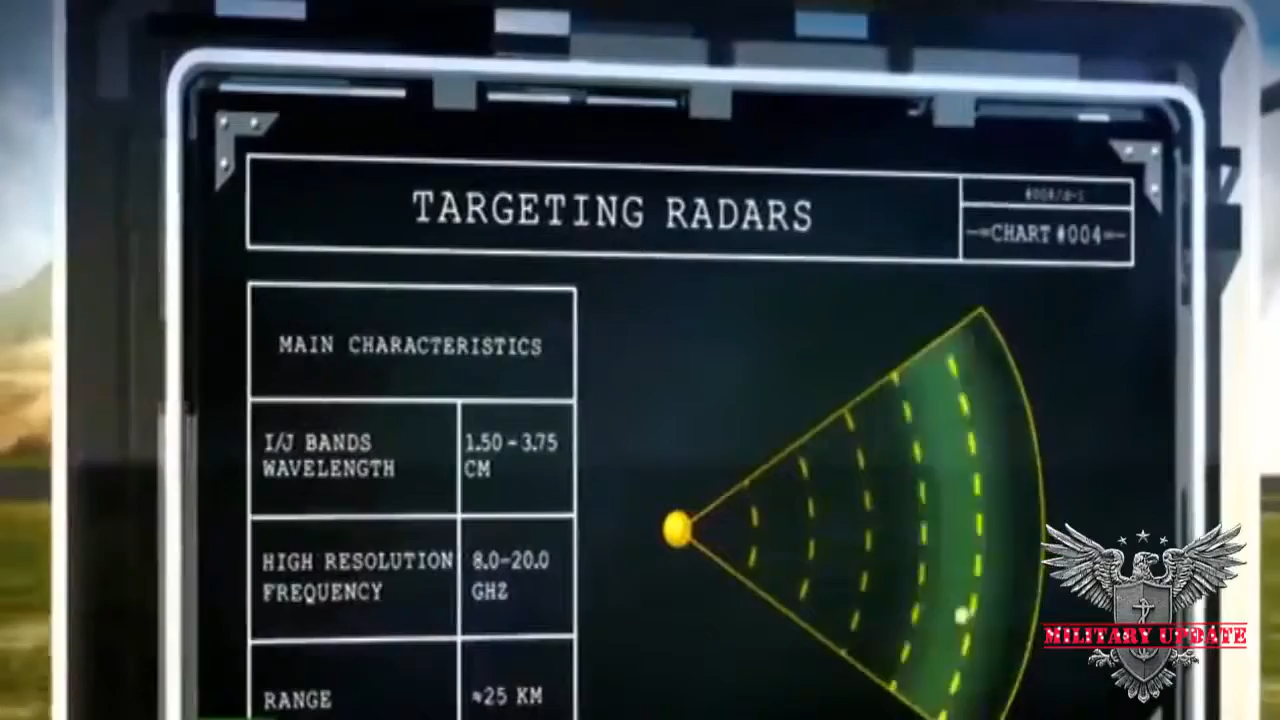 TARGETING RADARS
CHART #004
MAIN CHARACTERISTICS
I/J BANDS
WAVELENGTH
1.50 - 3.75
CM
HIGH RESOLUTION
FREQUENCY
8.0-20.0
GHZ
RANGE
≈25 KM
MILITARY UPDATE